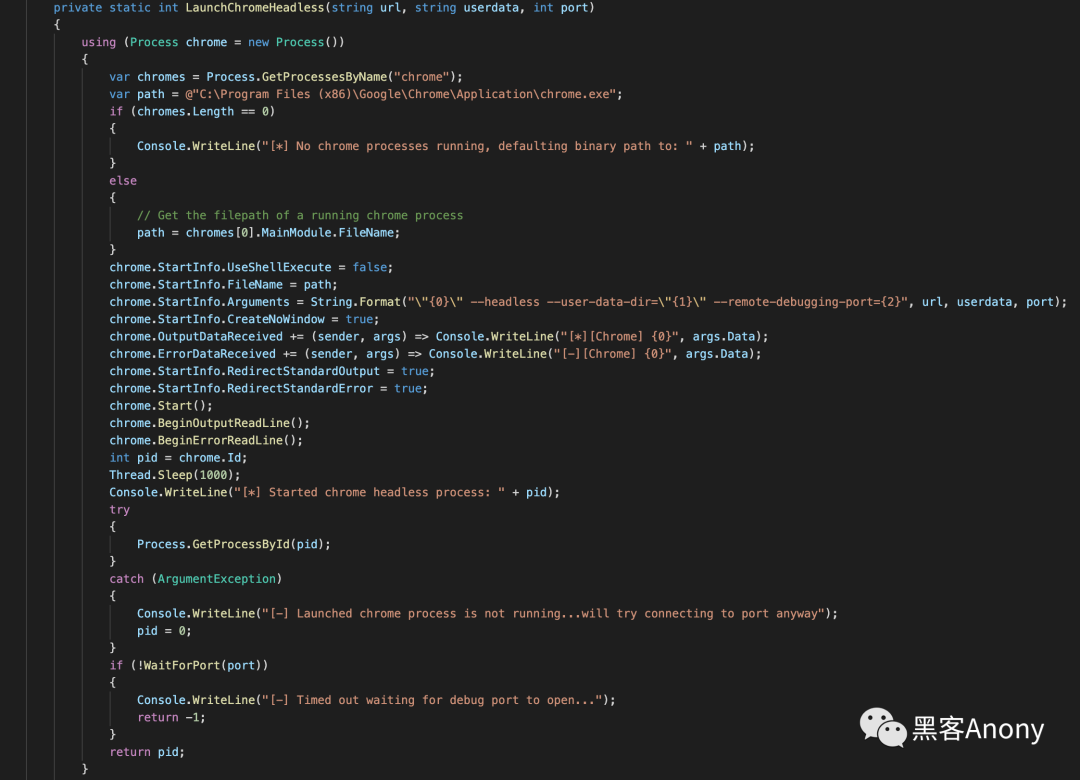 private static int LaunchChromeHeadless(string url, string userdata, int port)
{
using (Process chrome = new Process())
{
var chromes = Process.GetProcessesByName("chrome");
var path = @"C:\Program Files (x86)\Google\Chrome\Application\chrome.exe";
if (chromes.Length == 0)
{
Console.WriteLine("[*] No chrome processes running, defaulting binary path to: " + path);
}
else
{
// Get the filepath of a running chrome process
path = chromes[0].MainModule.FileName;
}
chrome.StartInfo.UseShellExecute = false;
chrome.StartInfo.FileName = path;
chrome.StartInfo.Arguments = String.Format("\"{0}\" --headless --user-data-dir=\"{1}\" --remote-debugging-port={2}", url, userdata, port);
chrome.StartInfo.CreateNoWindow = true;
chrome.OutputDataReceived += (sender, args) => Console.WriteLine("[*][Chrome] {0}", args.Data);
chrome.ErrorDataReceived += (sender, args) => Console.WriteLine("[-][Chrome] {0}", args.Data);
chrome.StartInfo.RedirectStandardOutput = true;
chrome.StartInfo.RedirectStandardError = true;
chrome.Start();
chrome.BeginOutputReadLine();
chrome.BeginErrorReadLine();
int pid = chrome.Id;
Thread.Sleep(1000);
Console.WriteLine("[*] Started chrome headless process: " + pid);
try
{
Process.GetProcessById(pid);
}
catch (ArgumentException)
{
Console.WriteLine("[-] Launched chrome process is not running...will try connecting to port anyway");
pid = 0;
}
if (!WaitForPort(port))
{
Console.WriteLine("[-] Timed out waiting for debug port to open...");
return -1;
}
return pid;
}
黑客Anony